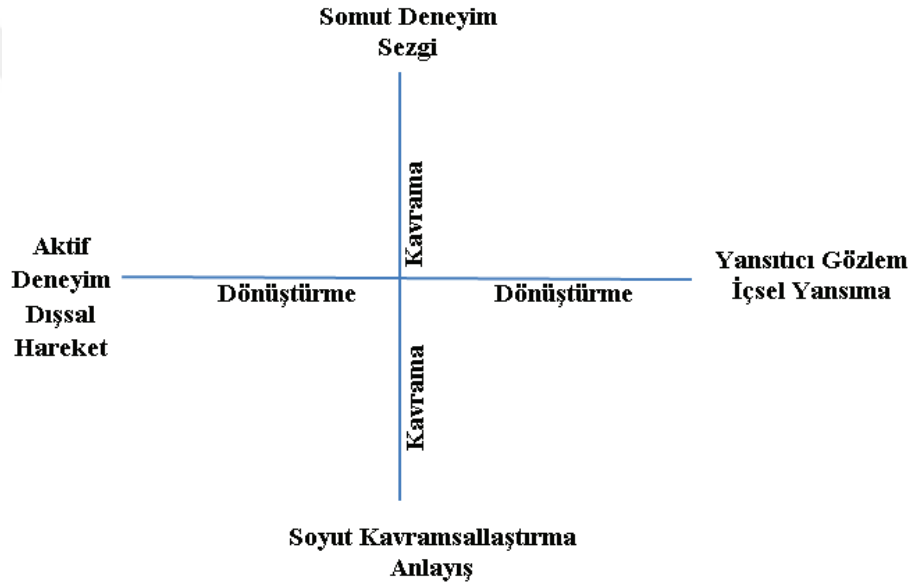 Somut Deneyim
Sezgi
Kavrama
Aktif
Deneyim
Dışsal
Hareket
Dönüştürme
Dönüştürme
Yansıtıcı Gözlem
İçsel Yansıma
Kavrama
Soyut Kavramsallaştırma
Anlayış